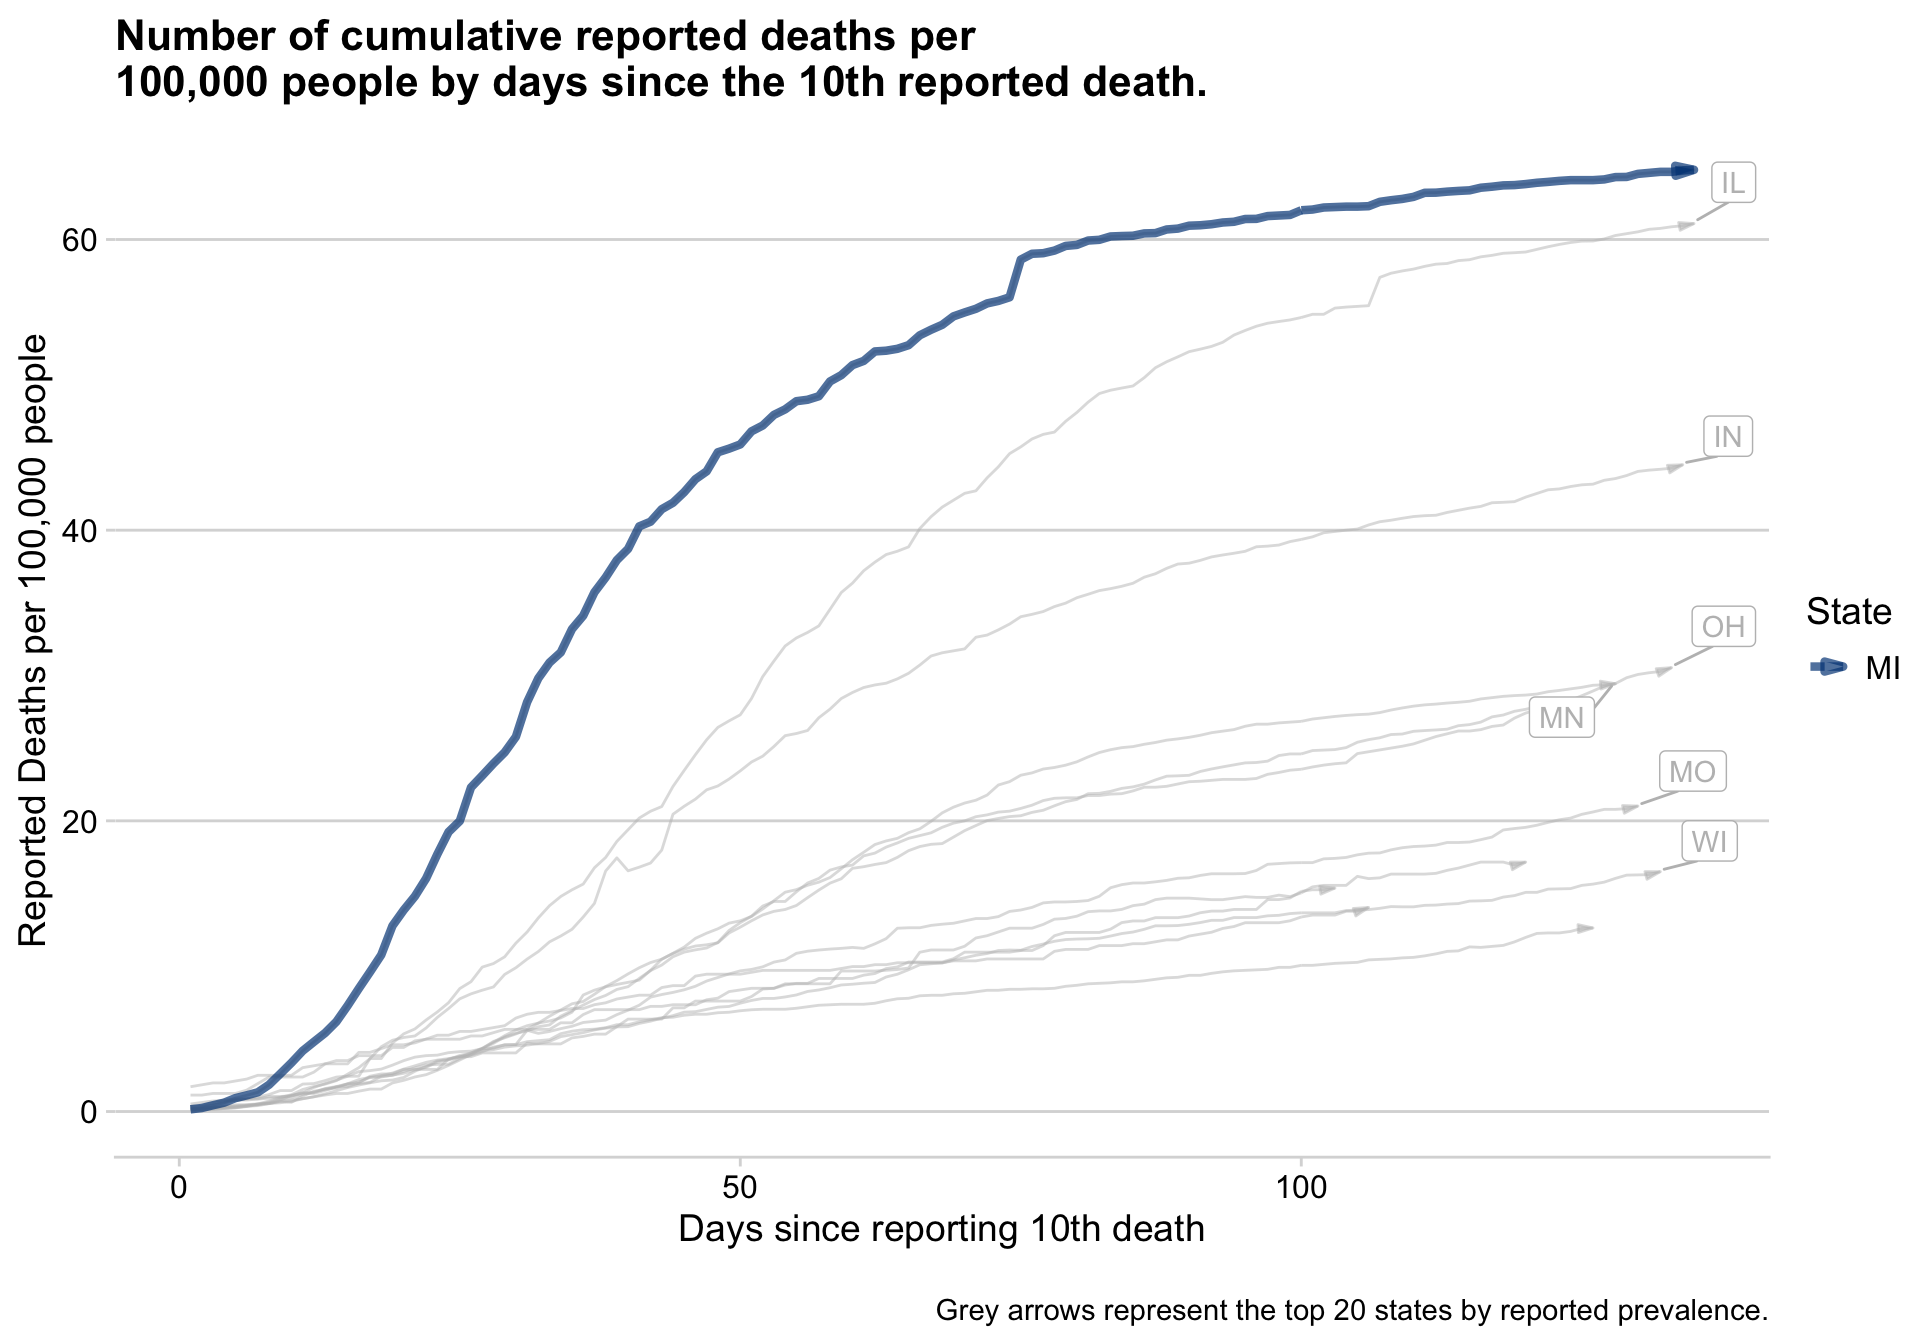 Number of cumulative reported deaths per
100,000 people by days since the 10th reported death.
Reported Deaths per 100,000 people
60
40
20
0
IL
IN
OH
MN
MO
WI
State
MI
0
50
100
Days since reporting 10th death
Grey arrows represent the top 20 states by reported prevalence.